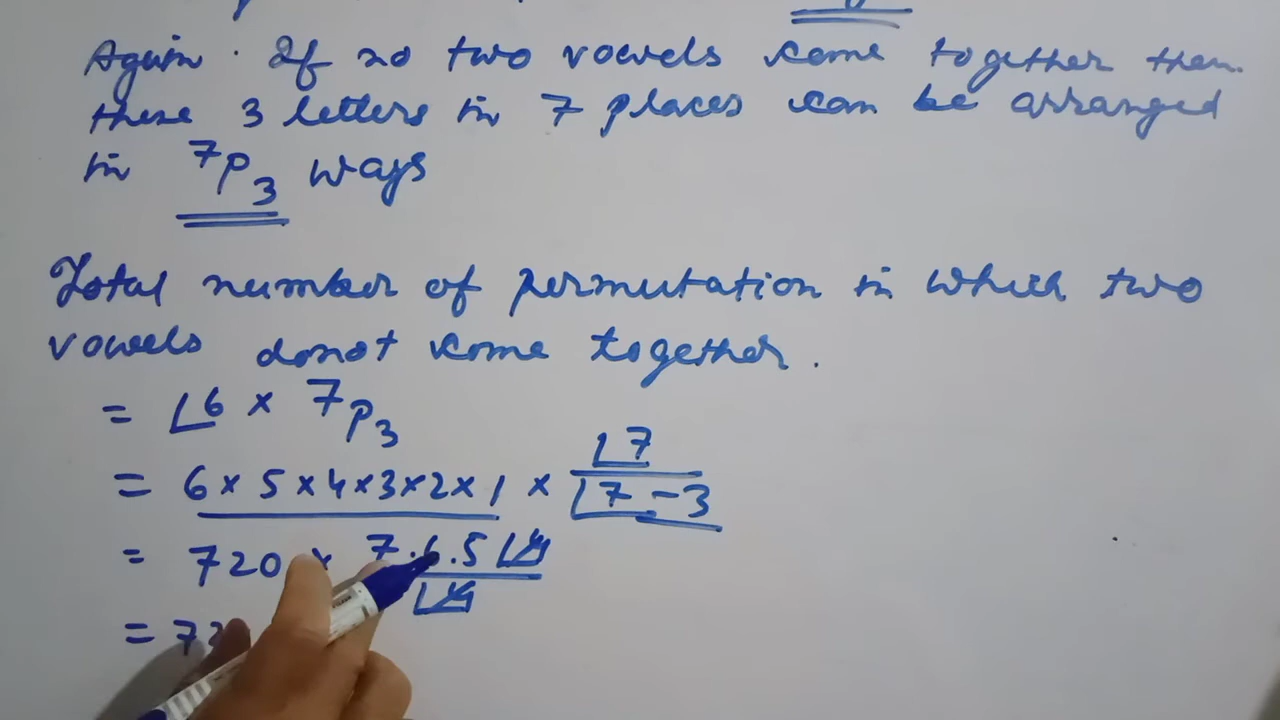 Again. If no two vowels come together then.
these 3 letters in 7 places can be arranged
in ⁷P₃ ways
Total number of permutation in which two
vowels donot come together.
= ⌊6 × ⁷P₃
= 6 × 5 × 4 × 3 × 2 × 1 × ⌊7 / ⌊7 - 3
= 720 × 7.6.5 ⌊4 / ⌊4
= 72